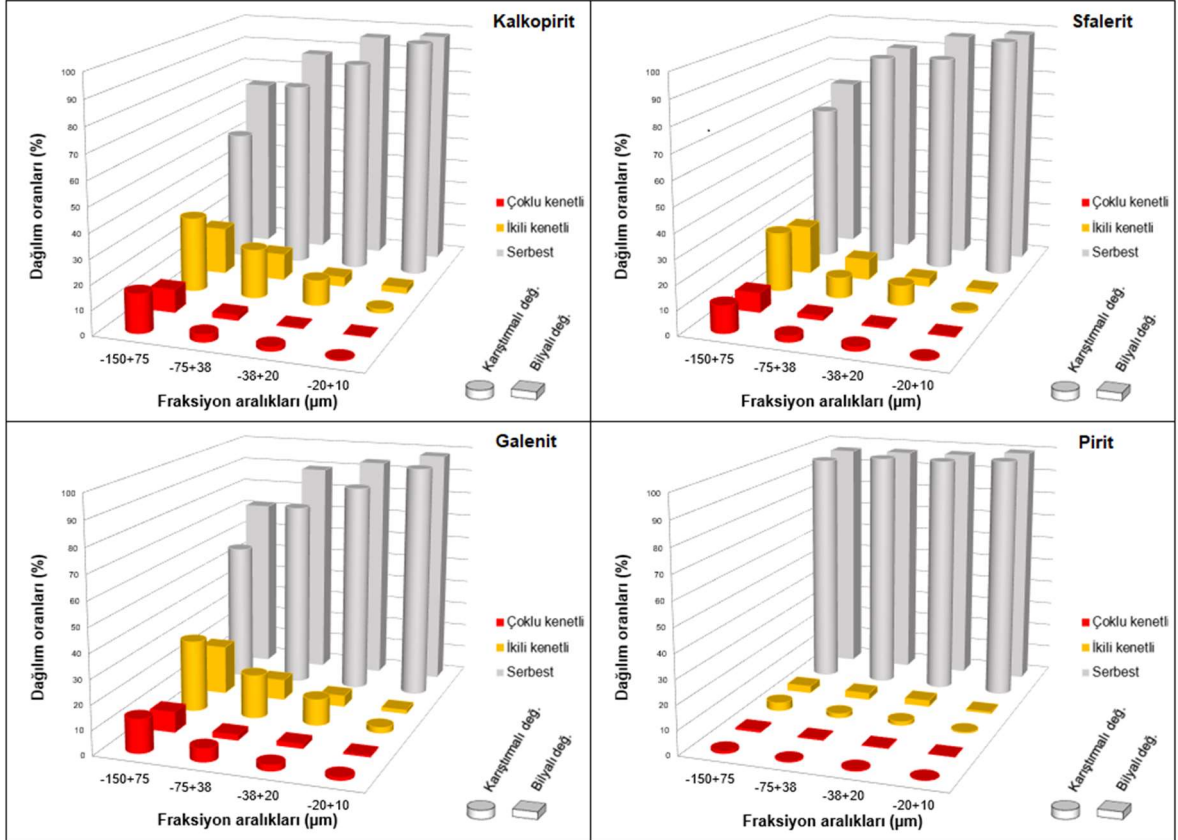 Kalkopirit
Dağılım oranları (%)
100
90
80
70
60
50
40
30
20
10
0
-150+75
-75+38
-38+20
-20+10
Fraksiyon aralıkları (µm)
Çoklu kenetli
İkili kenetli
Serbest
Karıştırmalı değ.
Bilyalı değ.
Sfalerit
Dağılım oranları (%)
100
90
80
70
60
50
40
30
20
10
0
-150+75
-75+38
-38+20
-20+10
Fraksiyon aralıkları (µm)
Çoklu kenetli
İkili kenetli
Serbest
Karıştırmalı değ.
Bilyalı değ.
Galenit
Dağılım oranları (%)
100
90
80
70
60
50
40
30
20
10
0
-150+75
-75+38
-38+20
-20+10
Fraksiyon aralıkları (µm)
Çoklu kenetli
İkili kenetli
Serbest
Karıştırmalı değ.
Bilyalı değ.
Pirit
Dağılım oranları (%)
100
90
80
70
60
50
40
30
20
10
0
-150+75
-75+38
-38+20
-20+10
Fraksiyon aralıkları (µm)
Çoklu kenetli
İkili kenetli
Serbest
Karıştırmalı değ.
Bilyalı değ.